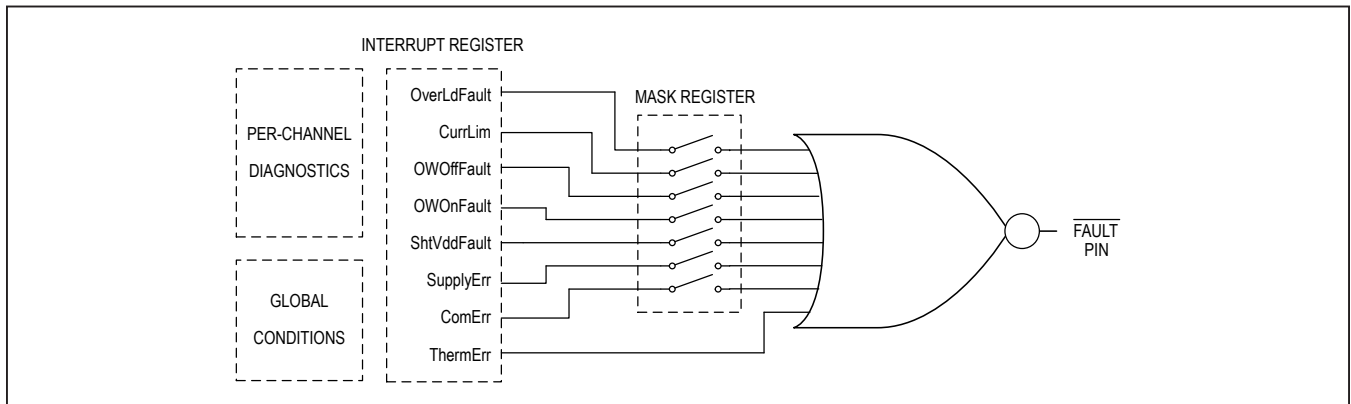 INTERRUPT REGISTER
PER-CHANNEL
DIAGNOSTICS
GLOBAL
CONDITIONS
OverLdFault
CurrLim
OWOffFault
OWOnFault
ShtVddFault
SupplyErr
ComErr
ThermErr
MASK REGISTER
FAULT
PIN